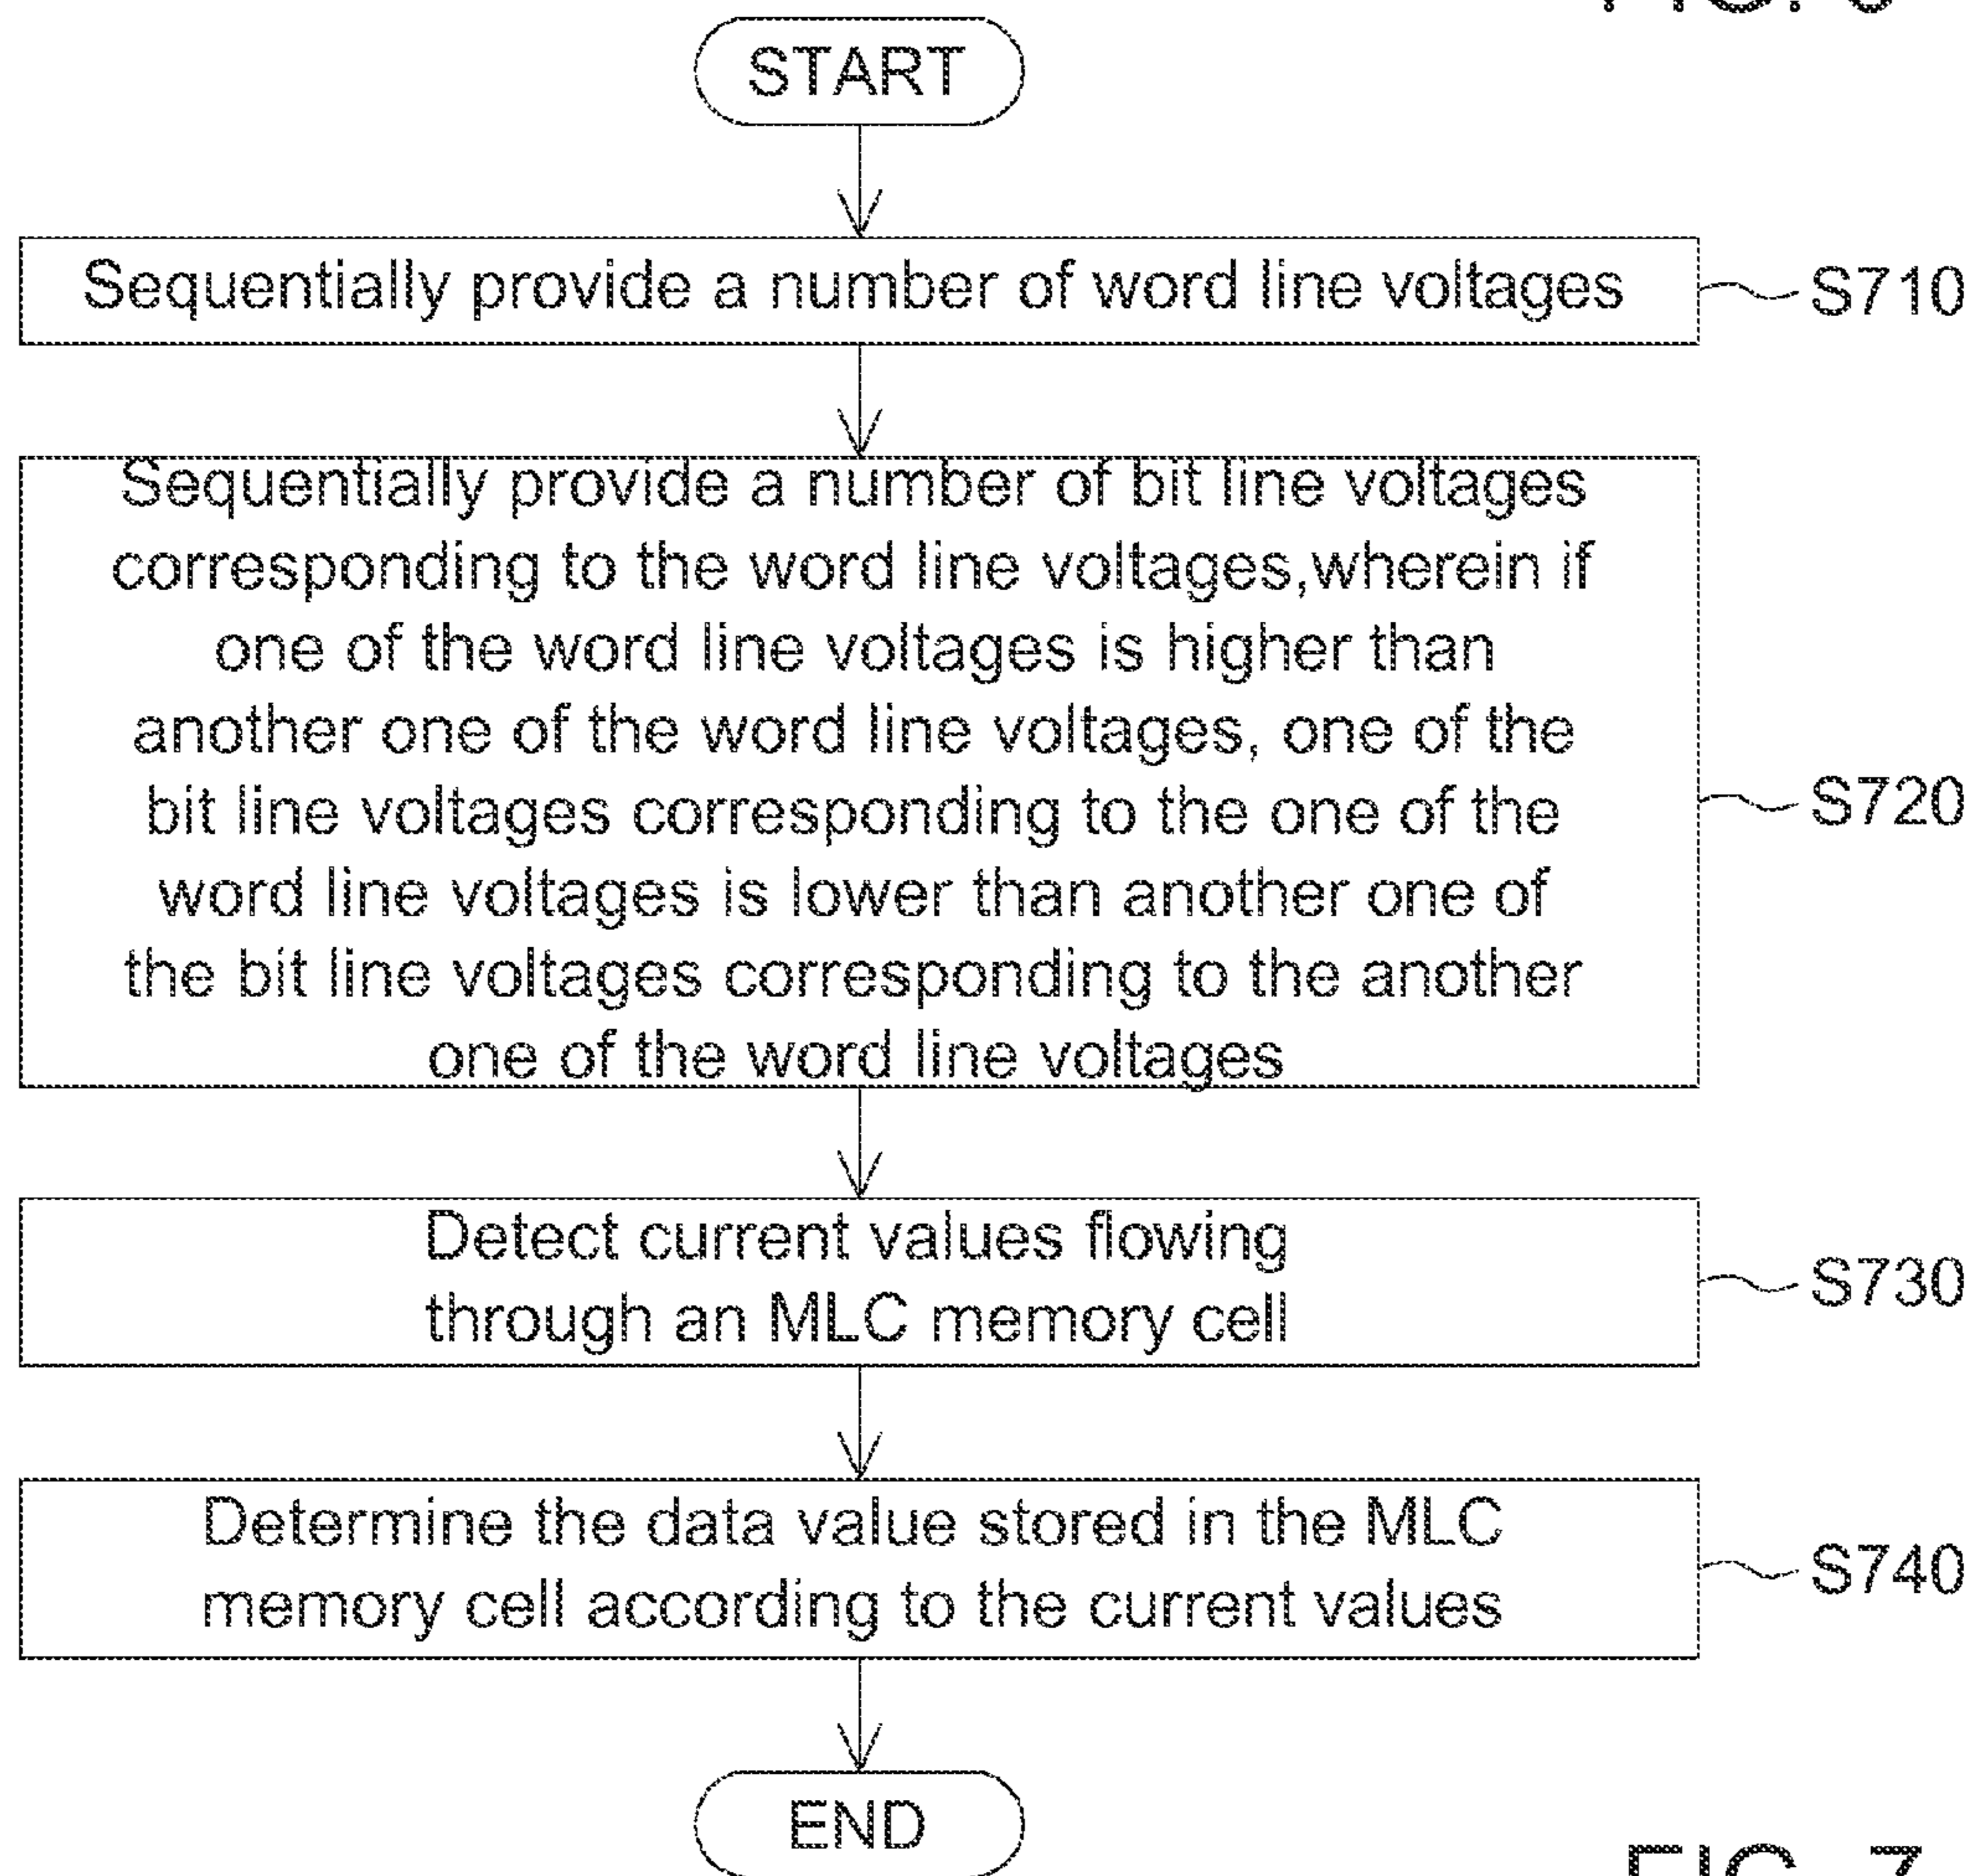 START
Sequentially provide a number of word line voltages
S710
Sequentially provide a number of bit line voltages
corresponding to the word line voltages,wherein if
one of the word line voltages is higher than
another one of the word line voltages, one of the
bit line voltages corresponding to the one of the
word line voltages is lower than another one of
the bit line voltages corresponding to the another
one of the word line voltages
S720
Detect current values flowing
through an MLC memory cell
S730
Determine the data value stored in the MLC
memory cell according to the current values
S740
END
FIG. 7